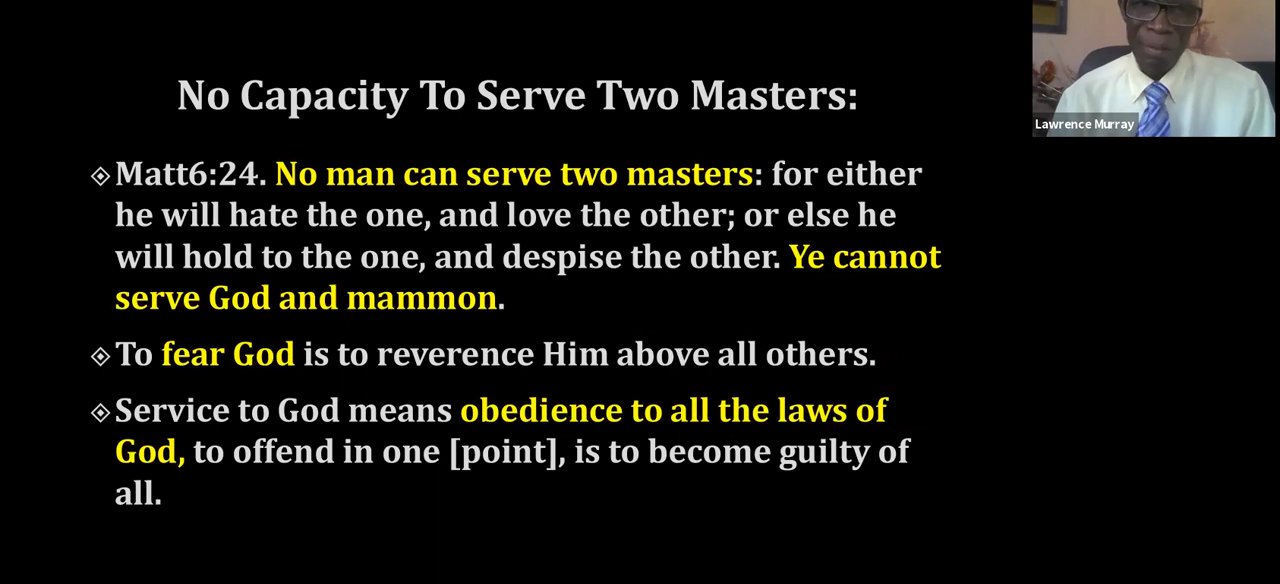 No Capacity To Serve Two Masters:
Lawrence Murray
Matt6:24. No man can serve two masters: for either
he will hate the one, and love the other; or else he
will hold to the one, and despise the other. Ye cannot
serve God and mammon.
To fear God is to reverence Him above all others.
Service to God means obedience to all the laws of
God, to offend in one [point], is to become guilty of
all.